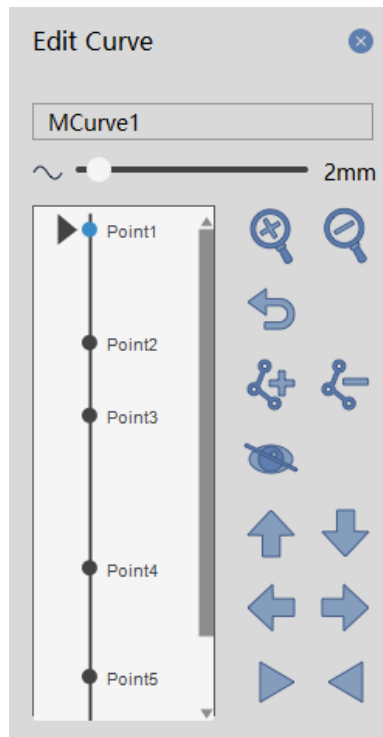 Edit Curve
MCurve1
2mm
Point1
Point2
Point3
Point4
Point5